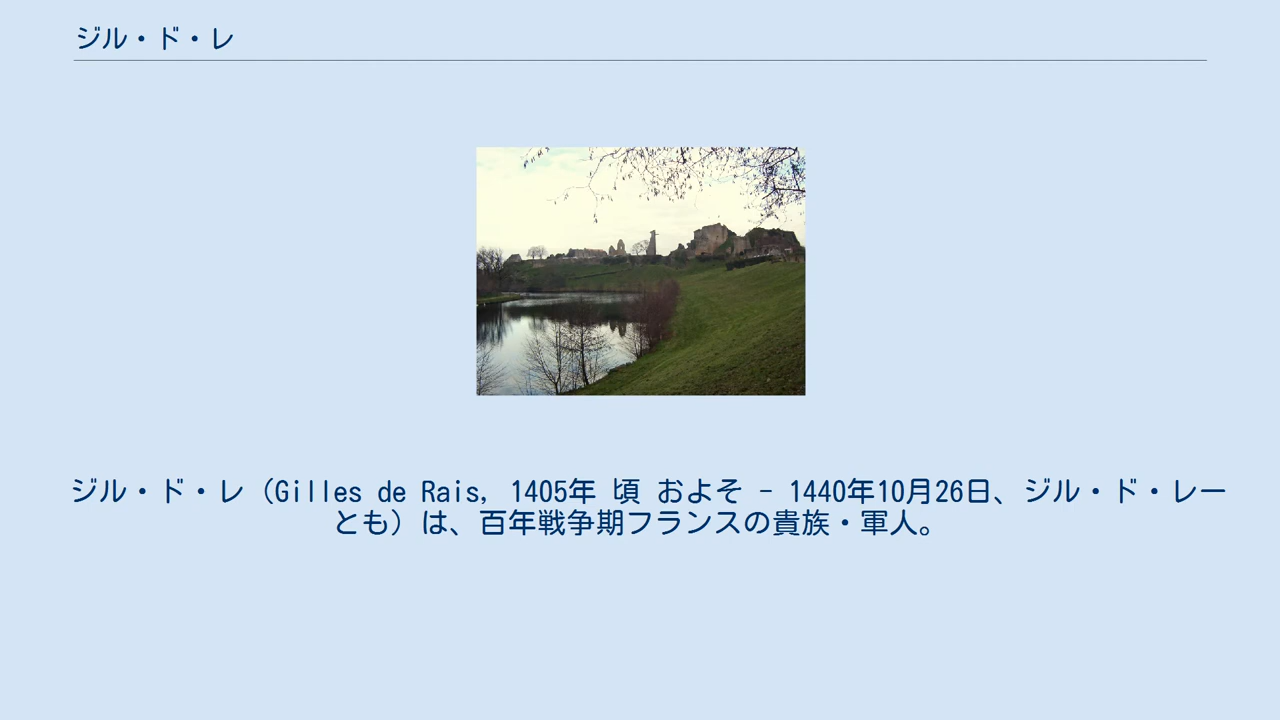 ジル・ド・レ
ジル・ド・レ（Gilles de Rais, 1405年 頃 およそ - 1440年10月26日、ジル・ド・レー
とも）は、百年戦争期フランスの貴族・軍人。